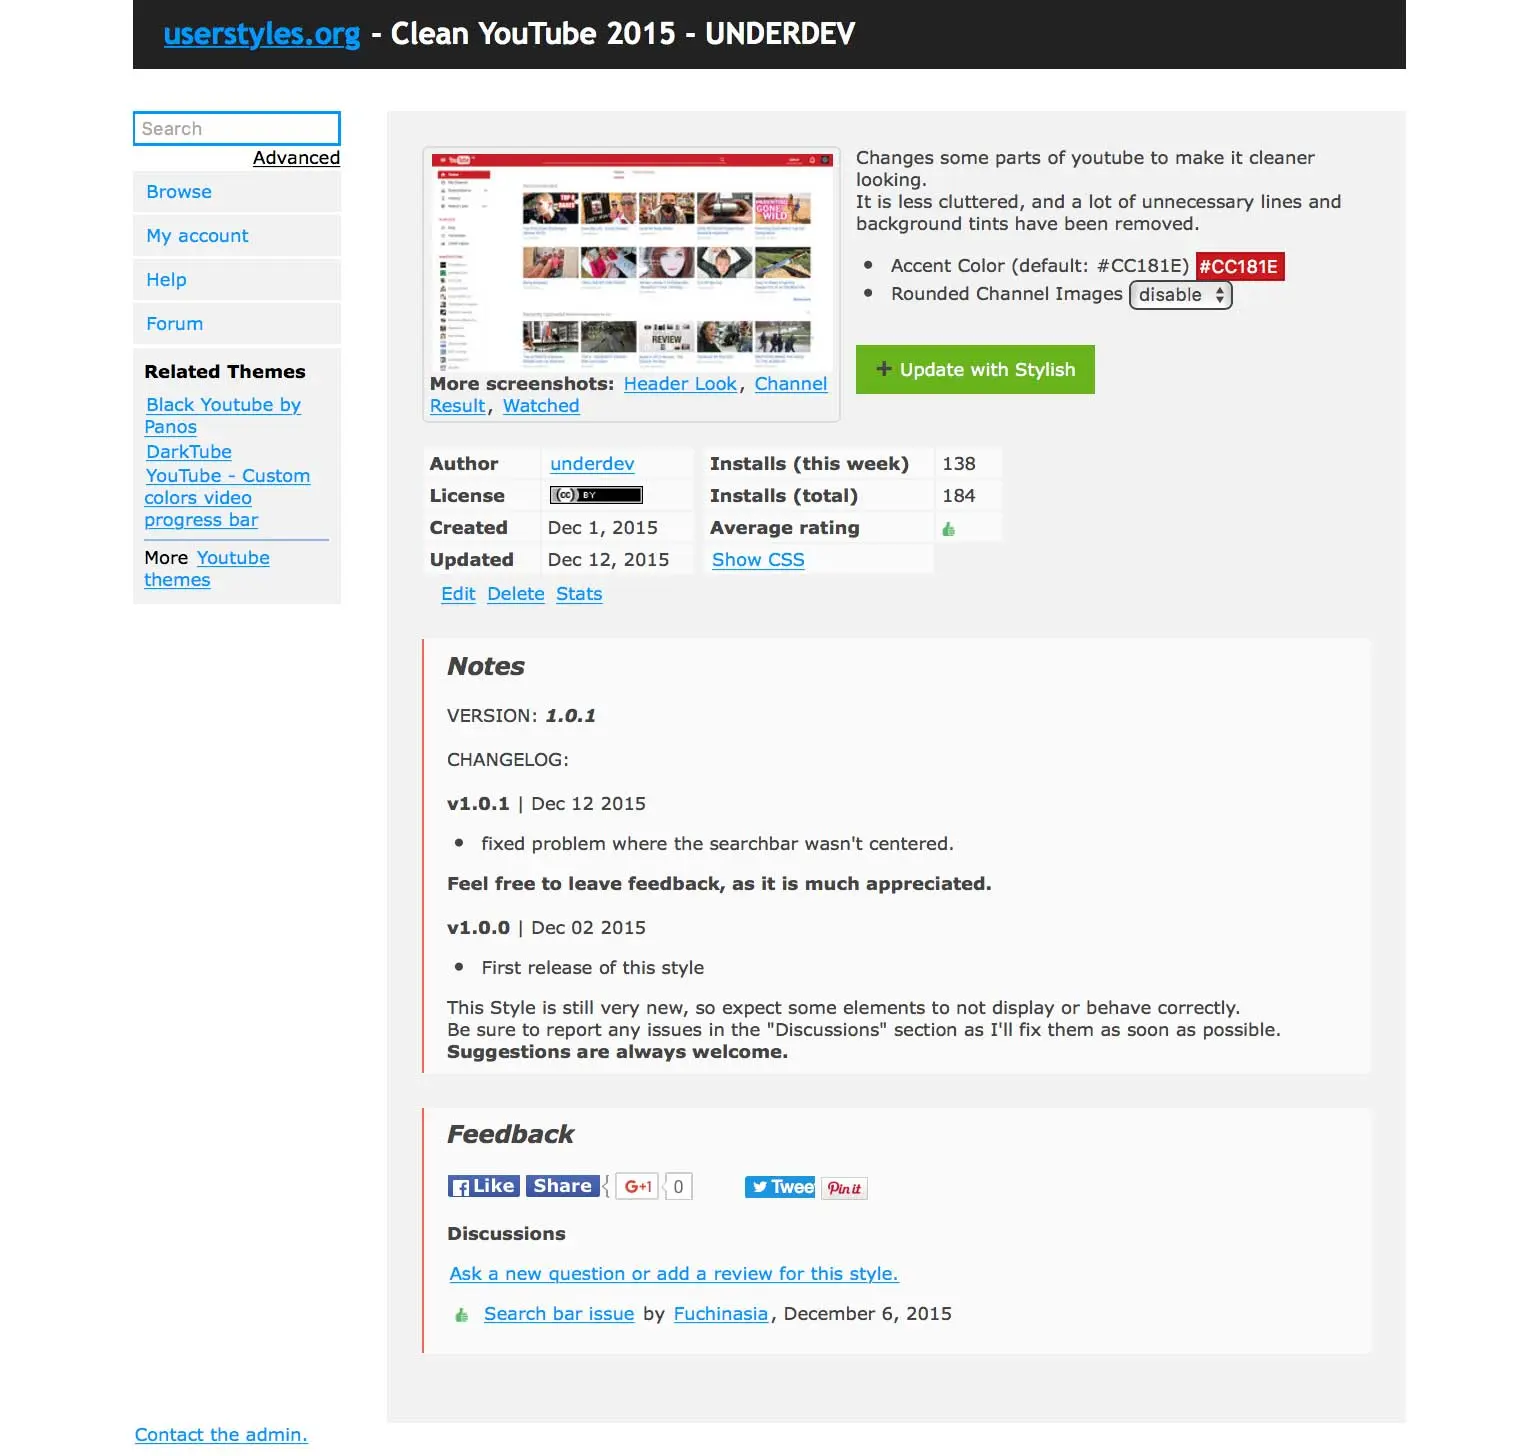 userstyles.org - Clean YouTube 2015 - UNDERDEV
Search
Advanced
Browse
My account
Help
Forum
Related Themes
Black Youtube by
Panos
DarkTube
YouTube - Custom
colors video
progress bar
More Youtube
themes
REVIEW
More screenshots: Header Look, Channel
Result, Watched
Changes some parts of youtube to make it cleaner
looking.
It is less cluttered, and a lot of unnecessary lines and
background tints have been removed.
• Accent Color (default: #CC181E) #CC181E
• Rounded Channel Images disable
+ Update with Stylish
Author underdev Installs (this week) 138
License (cc) BY Installs (total) 184
Created Dec 1, 2015 Average rating
Updated Dec 12, 2015 Show CSS
Edit Delete Stats
Notes
VERSION: 1.0.1
CHANGELOG:
v1.0.1 | Dec 12 2015
• fixed problem where the searchbar wasn't centered.
Feel free to leave feedback, as it is much appreciated.
v1.0.0 | Dec 02 2015
• First release of this style
This Style is still very new, so expect some elements to not display or behave correctly.
Be sure to report any issues in the "Discussions" section as I'll fix them as soon as possible.
Suggestions are always welcome.
Feedback
Like Share G+1 0 Twee Pin it
Discussions
Ask a new question or add a review for this style.
Search bar issue by Fuchinasia, December 6, 2015
Contact the admin.